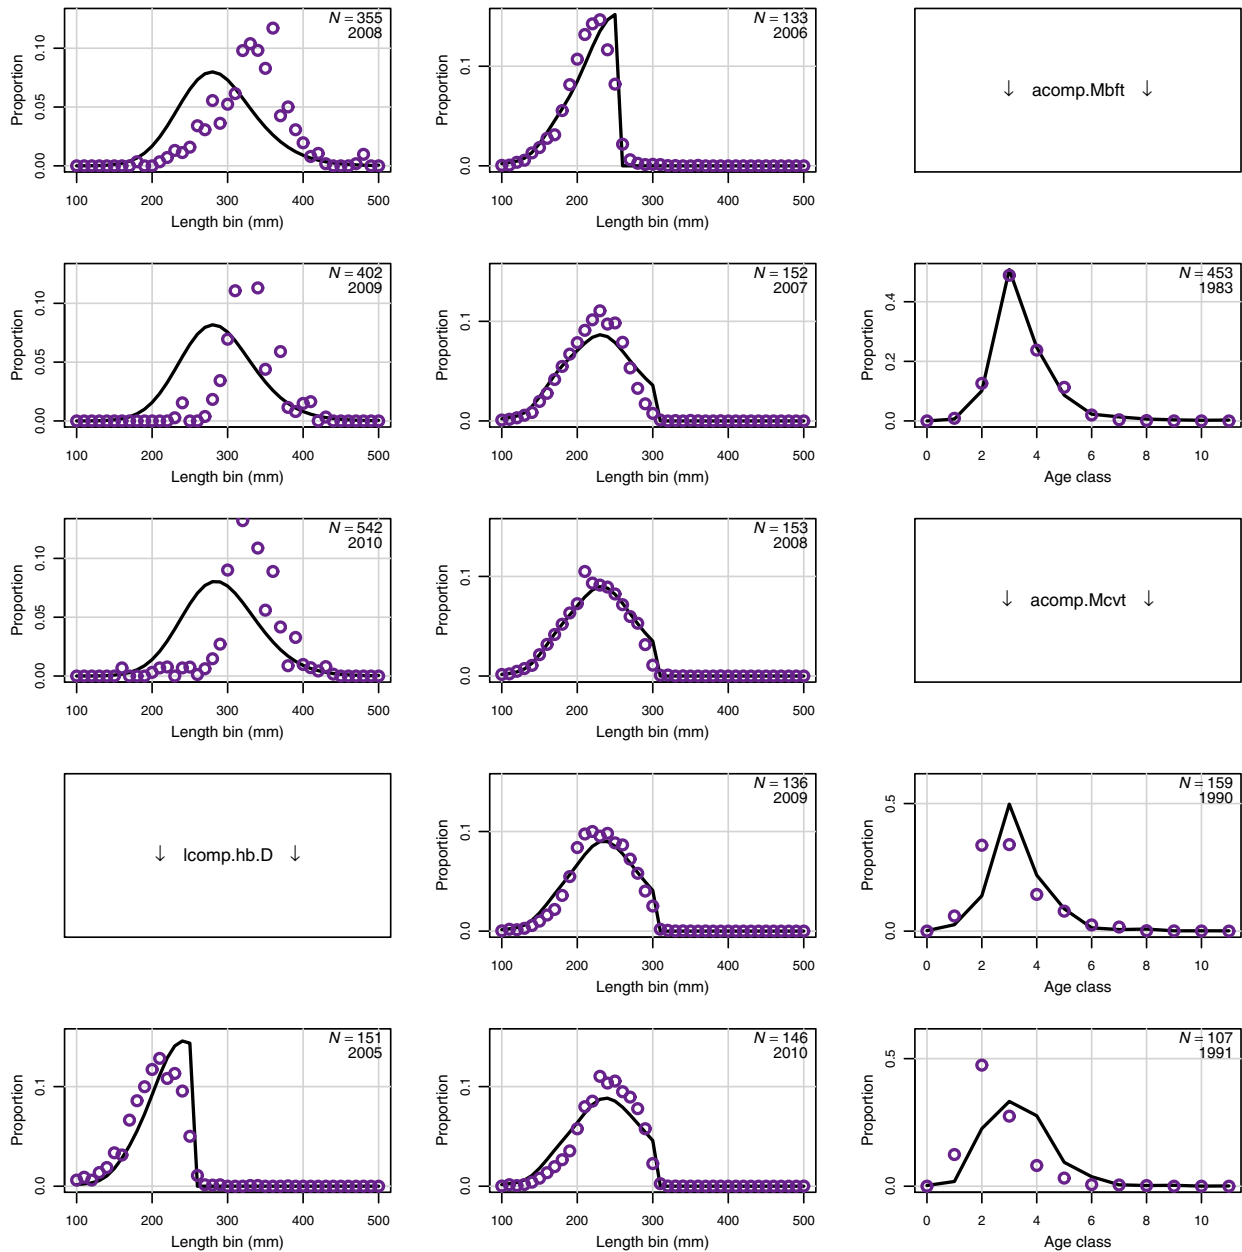 N = 355
2008
0.00 0.05 0.10
Proportion
100 200 300 400 500
Length bin (mm)
N = 402
2009
0.00 0.05 0.10
Proportion
100 200 300 400 500
Length bin (mm)
N = 542
2010
0.00 0.05 0.10
Proportion
100 200 300 400 500
Length bin (mm)
↓ lcomp.hb.D ↓
N = 151
2005
0.0 0.1
Proportion
100 200 300 400 500
Length bin (mm)
N = 133
2006
0.0 0.1
Proportion
100 200 300 400 500
Length bin (mm)
N = 152
2007
0.0 0.1
Proportion
100 200 300 400 500
Length bin (mm)
N = 153
2008
0.0 0.1
Proportion
100 200 300 400 500
Length bin (mm)
N = 136
2009
0.0 0.1
Proportion
100 200 300 400 500
Length bin (mm)
N = 146
2010
0.0 0.1
Proportion
100 200 300 400 500
Length bin (mm)
↓ acomp.Mbft ↓
N = 453
1983
0.0 0.2 0.4
Proportion
0 2 4 6 8 10
Age class
↓ acomp.Mcvt ↓
N = 159
1990
0.0 0.5
Proportion
0 2 4 6 8 10
Age class
N = 107
1991
0.0 0.5
Proportion
0 2 4 6 8 10
Age class